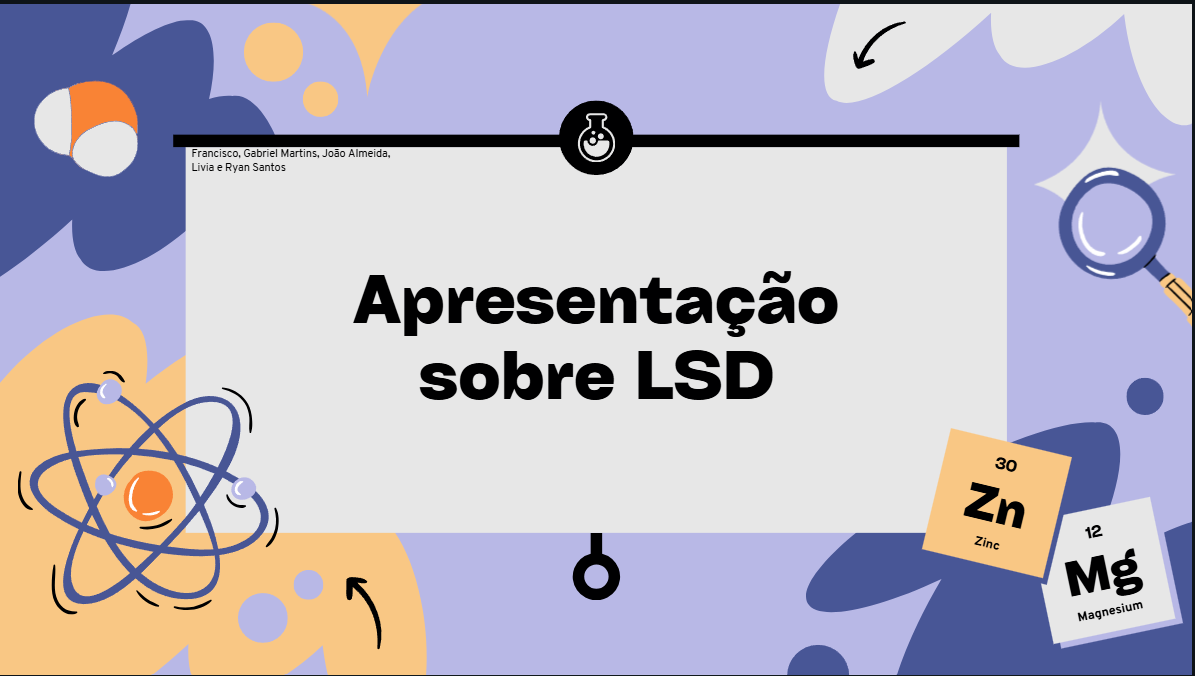 Francisco, Gabriel Martins, João Almeida,
Livia e Ryan Santos
Apresentação
sobre LSD
30
Zn
Zinc
12
Mg
Magnesium